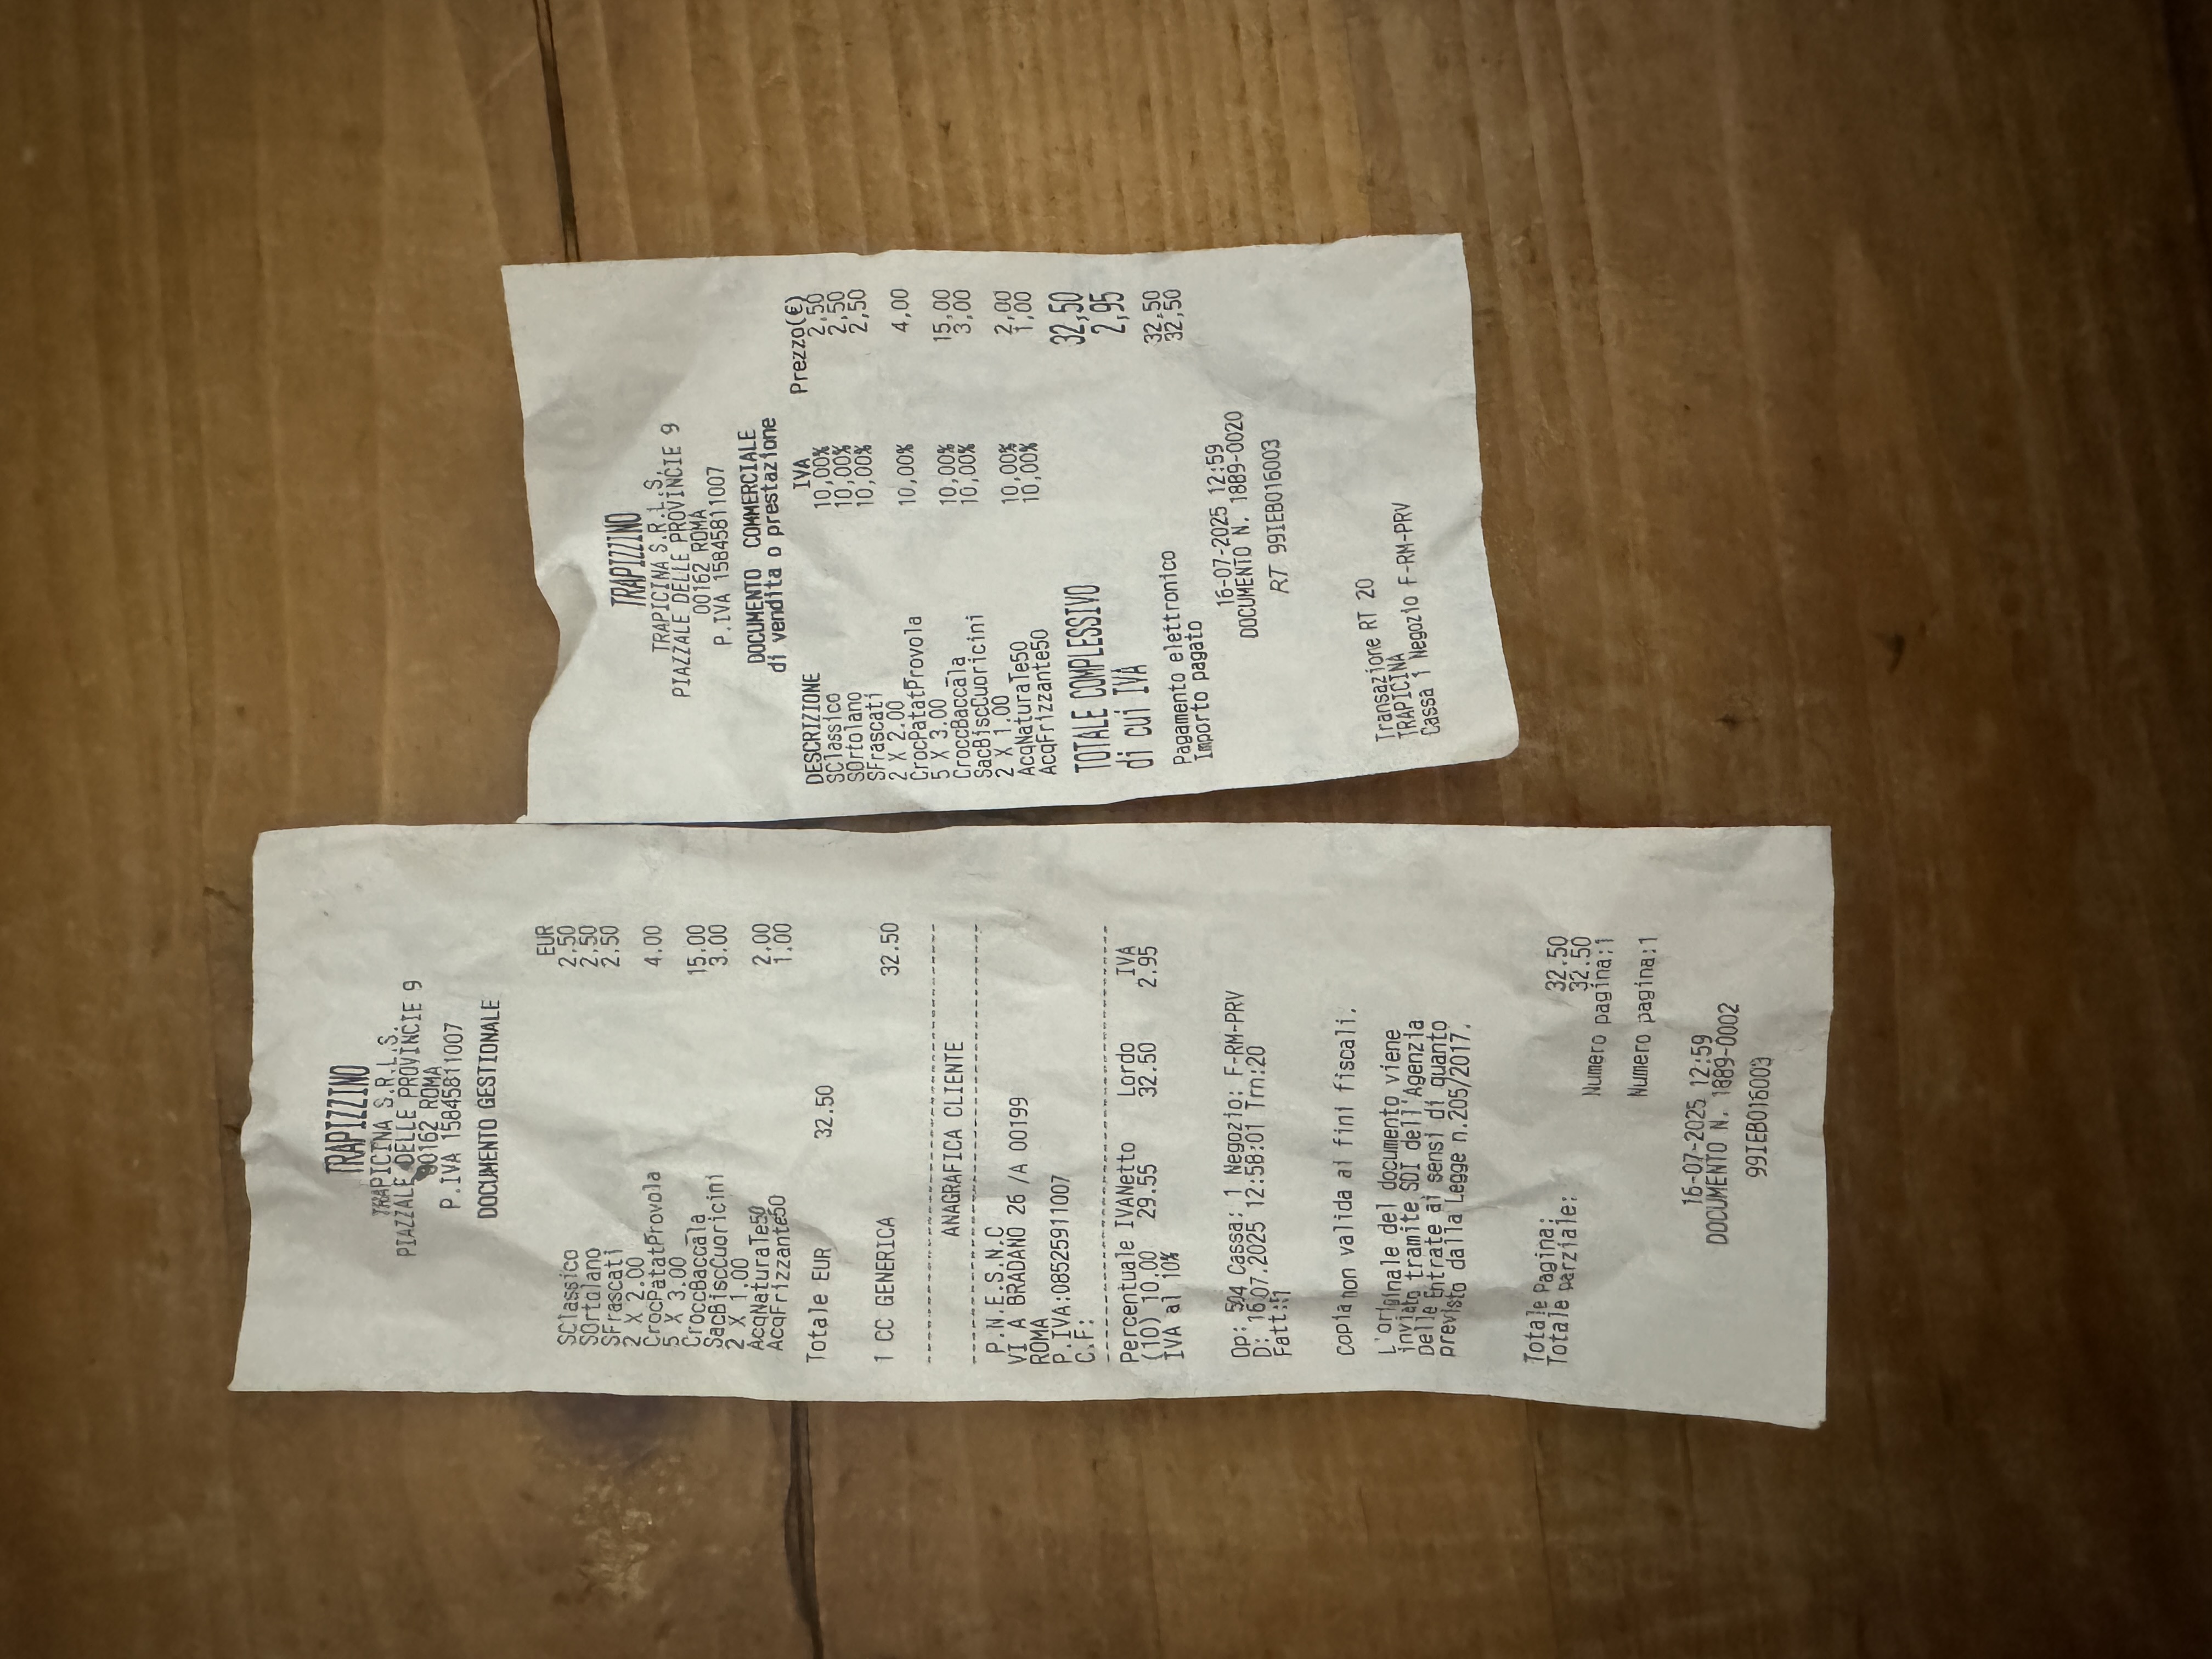 TRAPIZZINO
TRAPICINA S.R.L.S.
PIAZZALE DELLE PROVINCIE 9
00162 ROMA
P.IVA 15845811007
DOCUMENTO GESTIONALE
EUR
SClassico 2.50
SOrtolano 2.50
SFrascati 2.50
2 X 2.00
CrocPatatProvola 4.00
5 X 3.00
CroccBaccala 15.00
SacBiscCuoricini 3.00
2 X 1.00
AcqNaturaTe50 2.00
AcqFrizzante50 1.00
Totale EUR 32.50
1 CC GENERICA 32.50
ANAGRAFICA CLIENTE
P.N.E.S.N.C
VI A BRADANO 26 /A 00199
ROMA
P.IVA:08525911007
C.F:
Percentuale IVANetto Lordo IVA
(10) 10.00 29.55 32.50 2.95
IVA al 10%
Op: 504 Cassa: 1 Negozio: F-RM-PRV
D: 16.07.2025 12:58:01 Trn:20
Fatt:1
Copia non valida ai fini fiscali.
L'originale del documento viene
inviato tramite SDI dell'Agenzia
Delle Entrate ai sensi di quanto
previsto dalla Legge n.205/2017.
Totale Pagina: 32.50
Totale parziale: 32.50
Numero pagina:1
Numero pagina:1
16-07-2025 12:59
DOCUMENTO N. 1889-0002
99IEB016003
TRAPIZZINO
TRAPICINA S.R.L.S.
PIAZZALE DELLE PROVINCIE 9
00162 ROMA
P.IVA 15845811007
DOCUMENTO COMMERCIALE
di vendita o prestazione
DESCRIZIONE IVA Prezzo(€)
SClassico 10,00% 2,50
SOrtolano 10,00% 2,50
SFrascati 10,00% 2,50
2 X 2.00
CrocPatatProvola 10,00% 4,00
5 X 3.00
CroccBaccala 10,00% 15,00
SacBiscCuoricini 10,00% 3,00
2 X 1.00
AcqNaturaTe50 10,00% 2,00
AcqFrizzante50 10,00% 1,00
TOTALE COMPLESSIVO 32,50
di cui IVA 2,95
Pagamento elettronico 32,50
Importo pagato 32,50
16-07-2025 12:59
DOCUMENTO N. 1889-0020
RT 99IEB016003
Transazione RT 20
TRAPICINA
Cassa 1 Negozio F-RM-PRV